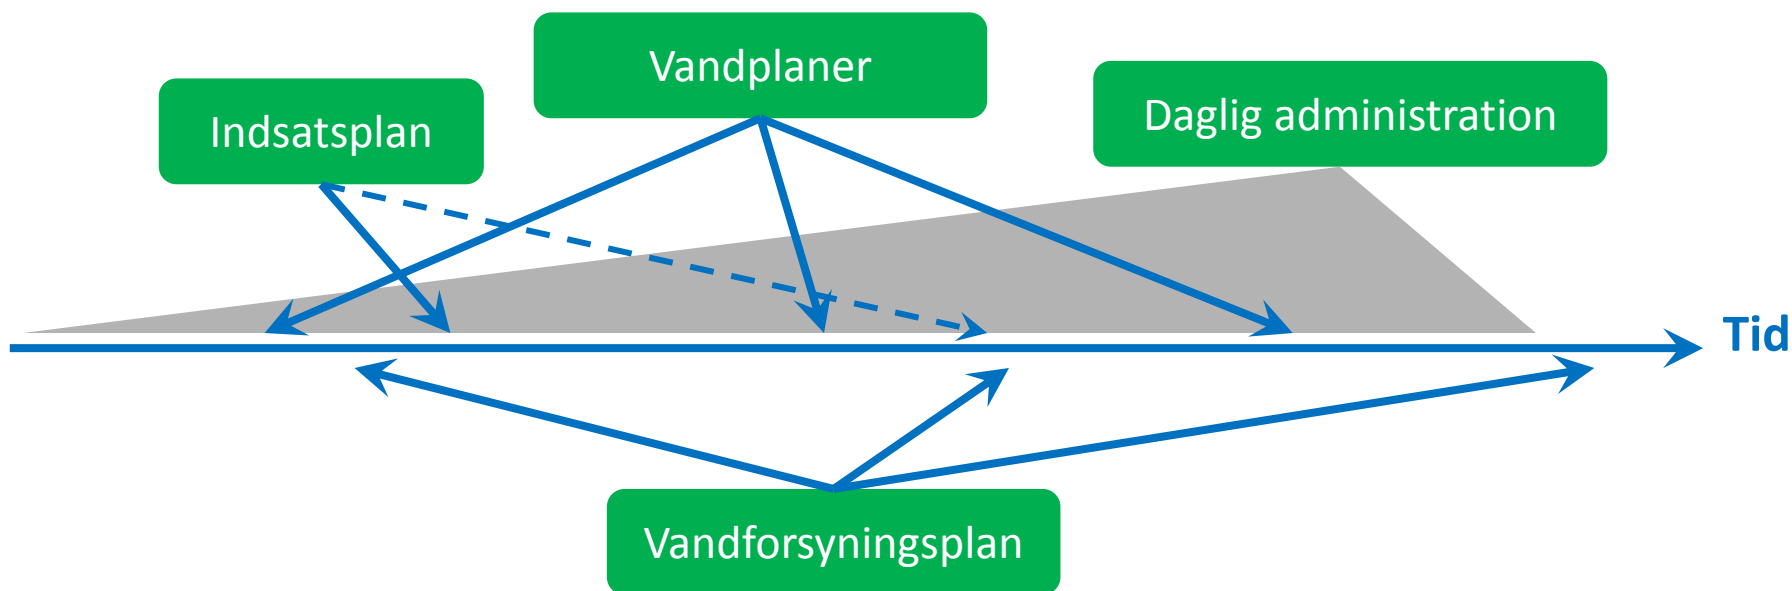 Vandplaner
Indsatsplan
Daglig administration
Tid
Vandforsyningsplan